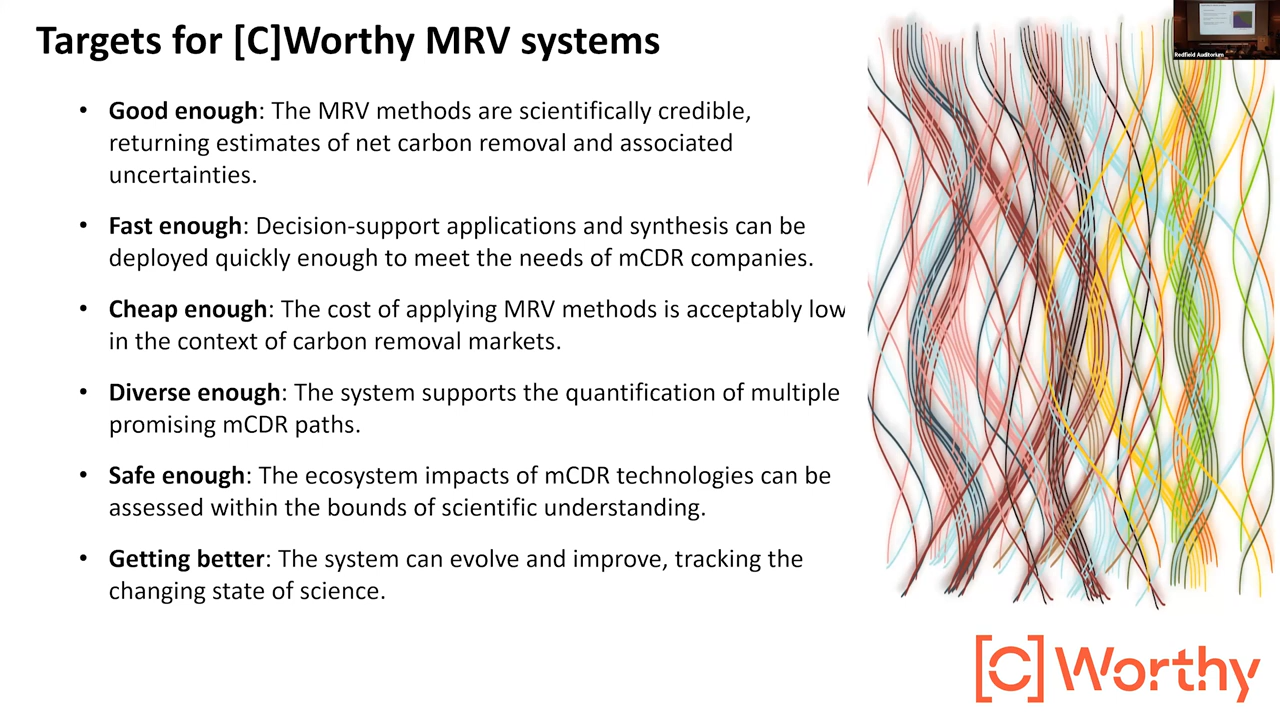 Targets for [C]Worthy MRV systems
Redfield Auditorium
• Good enough: The MRV methods are scientifically credible,
returning estimates of net carbon removal and associated
uncertainties.
• Fast enough: Decision-support applications and synthesis can be
deployed quickly enough to meet the needs of mCDR companies.
• Cheap enough: The cost of applying MRV methods is acceptably low
in the context of carbon removal markets.
• Diverse enough: The system supports the quantification of multiple
promising mCDR paths.
• Safe enough: The ecosystem impacts of mCDR technologies can be
assessed within the bounds of scientific understanding.
• Getting better: The system can evolve and improve, tracking the
changing state of science.
[C]Worthy